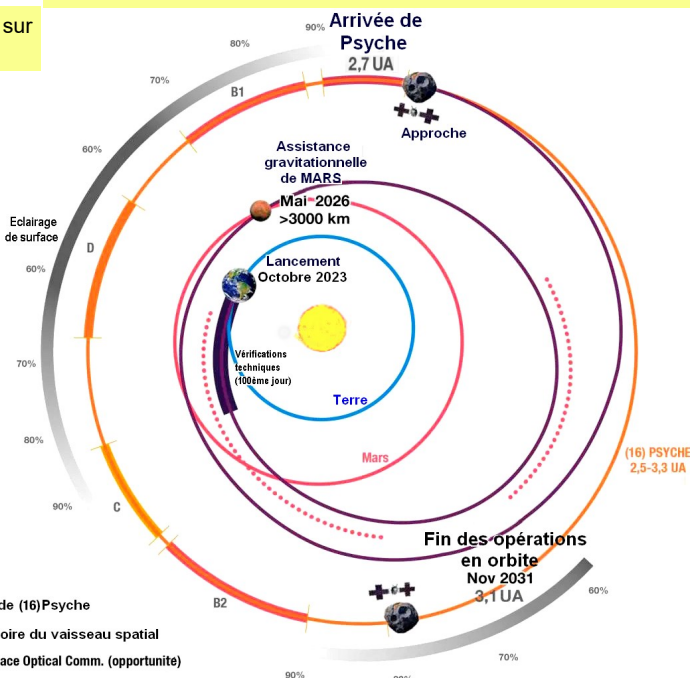 sur
90%
Arrivée de
Psyche
2,7 UA
80%
70%
B1
Approche
60%
Assistance
gravitationnelle
de MARS
Mai 2026
>3000 km
Eclairage
de surface
D
Lancement
Octobre 2023
60%
70%
Vérifications
techniques
(100ème jour)
Terre
80%
Mars
(16) PSYCHE
2,5-3,3 UA
90%
C
Fin des opérations
en orbite
Nov 2031
3,1 UA
60%
B2
de (16) Psyche
oire du vaisseau spatial
70%
ace Optical Comm. (opportunite)
90%